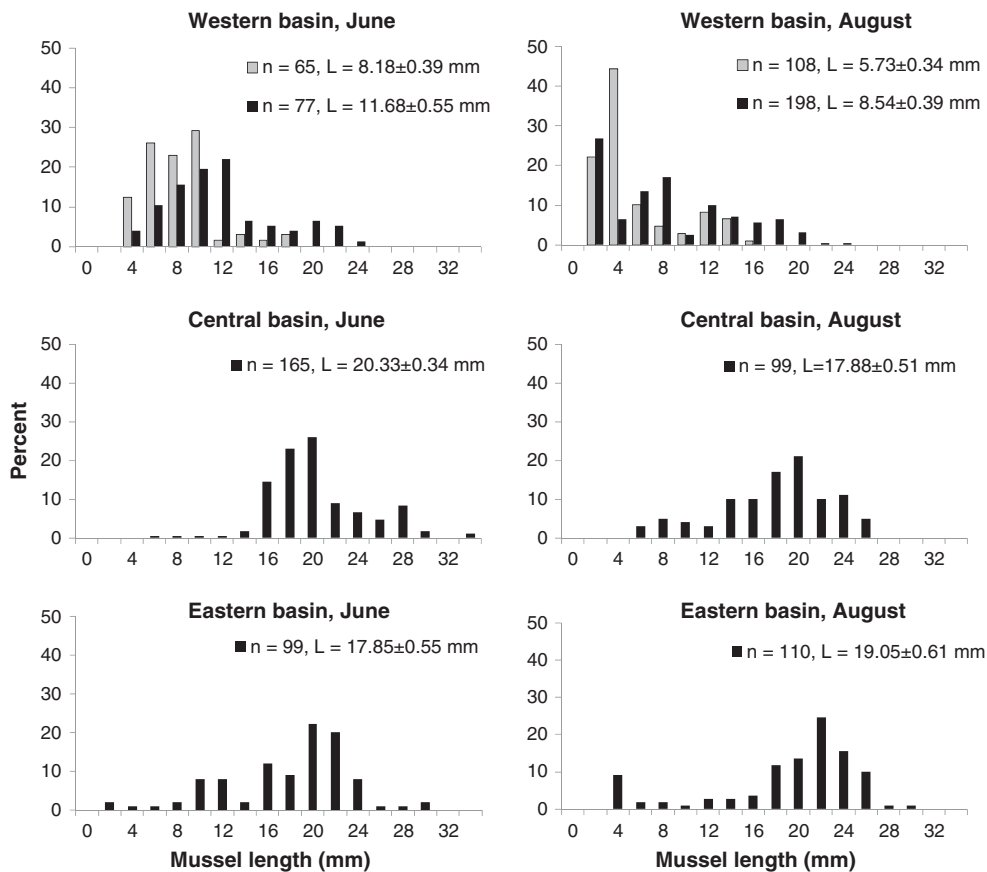 Western basin, June
50
40
30
20
10
0
n = 65, L = 8.18±0.39 mm
n = 77, L = 11.68±0.55 mm
0 4 8 12 16 20 24 28 32
Western basin, August
50
40
30
20
10
0
n = 108, L = 5.73±0.34 mm
n = 198, L = 8.54±0.39 mm
0 4 8 12 16 20 24 28 32
Percent
Central basin, June
50
40
30
20
10
0
n = 165, L = 20.33±0.34 mm
0 4 8 12 16 20 24 28 32
Central basin, August
50
40
30
20
10
0
n = 99, L=17.88±0.51 mm
0 4 8 12 16 20 24 28 32
Eastern basin, June
50
40
30
20
10
0
n = 99, L = 17.85±0.55 mm
0 4 8 12 16 20 24 28 32
Mussel length (mm)
Eastern basin, August
50
40
30
20
10
0
n = 110, L = 19.05±0.61 mm
0 4 8 12 16 20 24 28 32
Mussel length (mm)